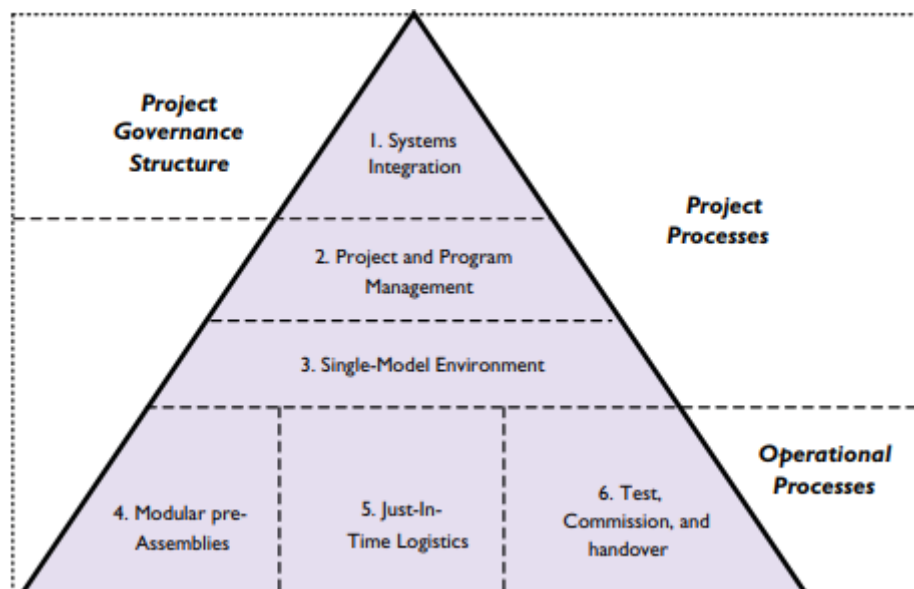 Project
Governance
Structure
1. Systems
Integration
Project
Processes
2. Project and Program
Management
3. Single-Model Environment
Operational
Processes
4. Modular pre-
Assemblies
5. Just-In-
Time Logistics
6. Test,
Commission, and
handover